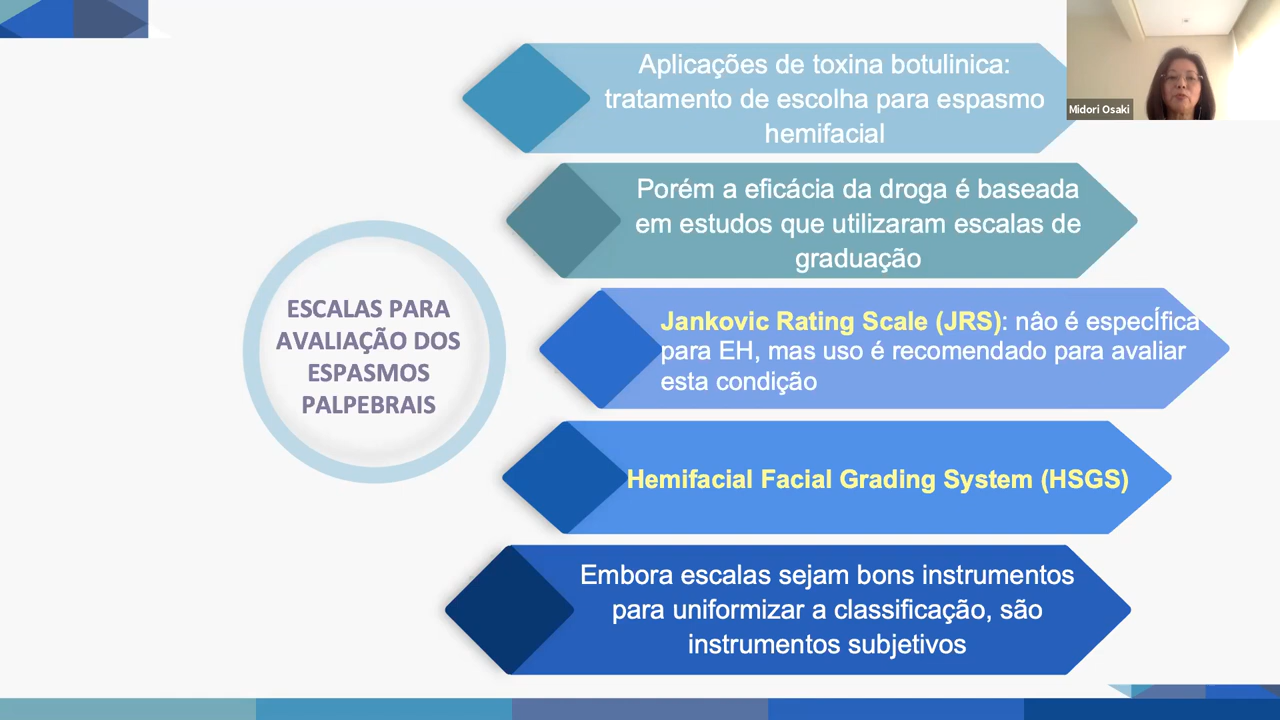 Aplicações de toxina botulinica:
tratamento de escolha para espasmo
hemifacial
Midori Osaki
Porém a eficácia da droga é baseada
em estudos que utilizaram escalas de
graduação
ESCALAS PARA
AVALIAÇÃO DOS
ESPASMOS
PALPEBRAIS
Jankovic Rating Scale (JRS): nâo é especÍfica
para EH, mas uso é recomendado para avaliar
esta condição
Hemifacial Facial Grading System (HSGS)
Embora escalas sejam bons instrumentos
para uniformizar a classificação, são
instrumentos subjetivos